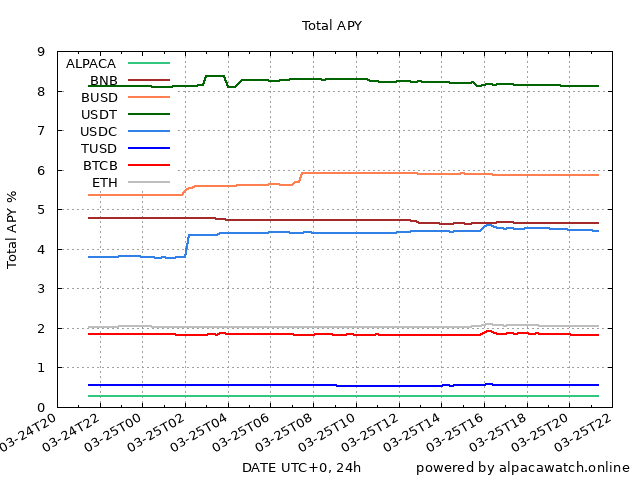 Total APY
9
8
7
6
5
4
3
2
1
0
Total APY %
ALPACA
BNB
BUSD
USDT
USDC
TUSD
BTCB
ETH
03-24T20
03-24T22
03-25T00
03-25T02
03-25T04
03-25T06
03-25T08
03-25T10
03-25T12
03-25T14
03-25T16
03-25T18
03-25T20
03-25T22
DATE UTC+0, 24h
powered by alpacawatch.online